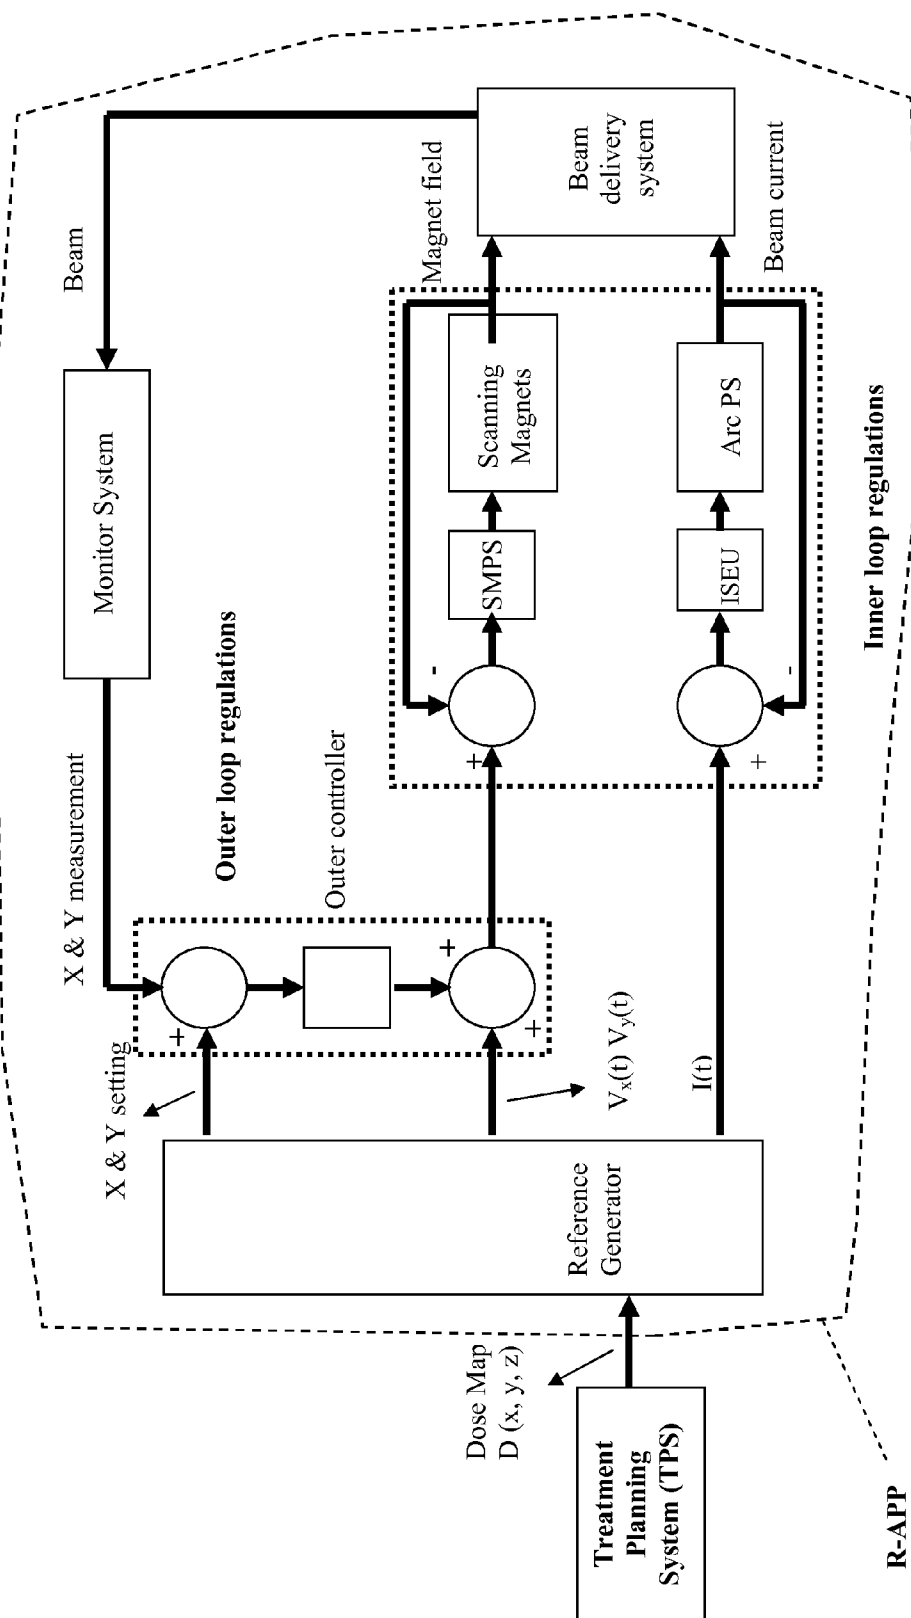 Beam
Monitor System
X & Y measurement
X & Y setting
+
Outer loop regulations
Outer controller
+
+
Vx(t) Vy(t)
I(t)
Reference
Generator
Dose Map
D (x, y, z)
Treatment
Planning
System (TPS)
R-APP
+
-
SMPS
Scanning
Magnets
Magnet field
+
-
ISEU
Arc PS
Beam current
Beam
delivery
system
Inner loop regulations